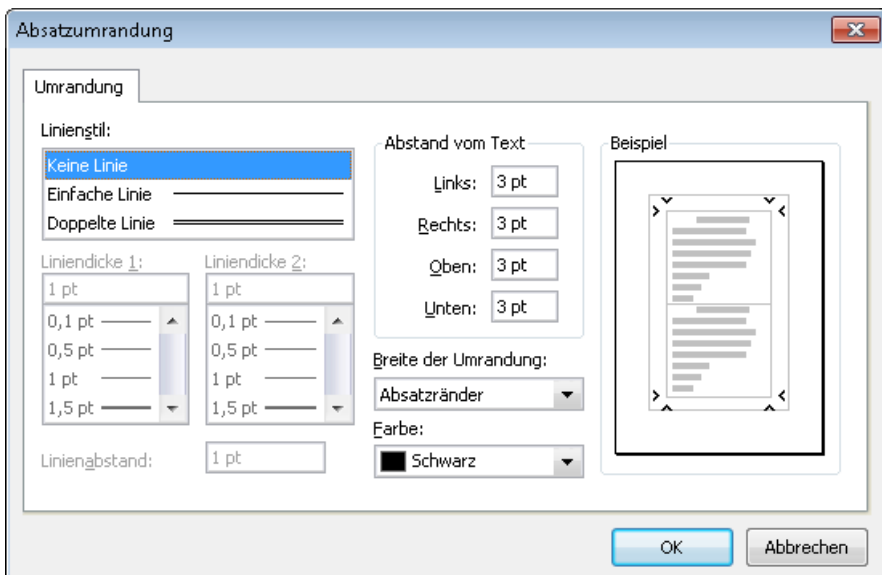 Absatzumrandung
Umrandung
Linienstil:
Keine Linie
Einfache Linie
Doppelte Linie
Liniendicke 1:
Liniendicke 2:
1 pt
1 pt
0,1 pt
0,5 pt
1 pt
1,5 pt
0,1 pt
0,5 pt
1 pt
1,5 pt
Linienabstand:
1 pt
Abstand vom Text
Links:
3 pt
Rechts:
3 pt
Oben:
3 pt
Unten:
3 pt
Breite der Umrandung:
Absatzränder
Farbe:
Schwarz
Beispiel
OK
Abbrechen